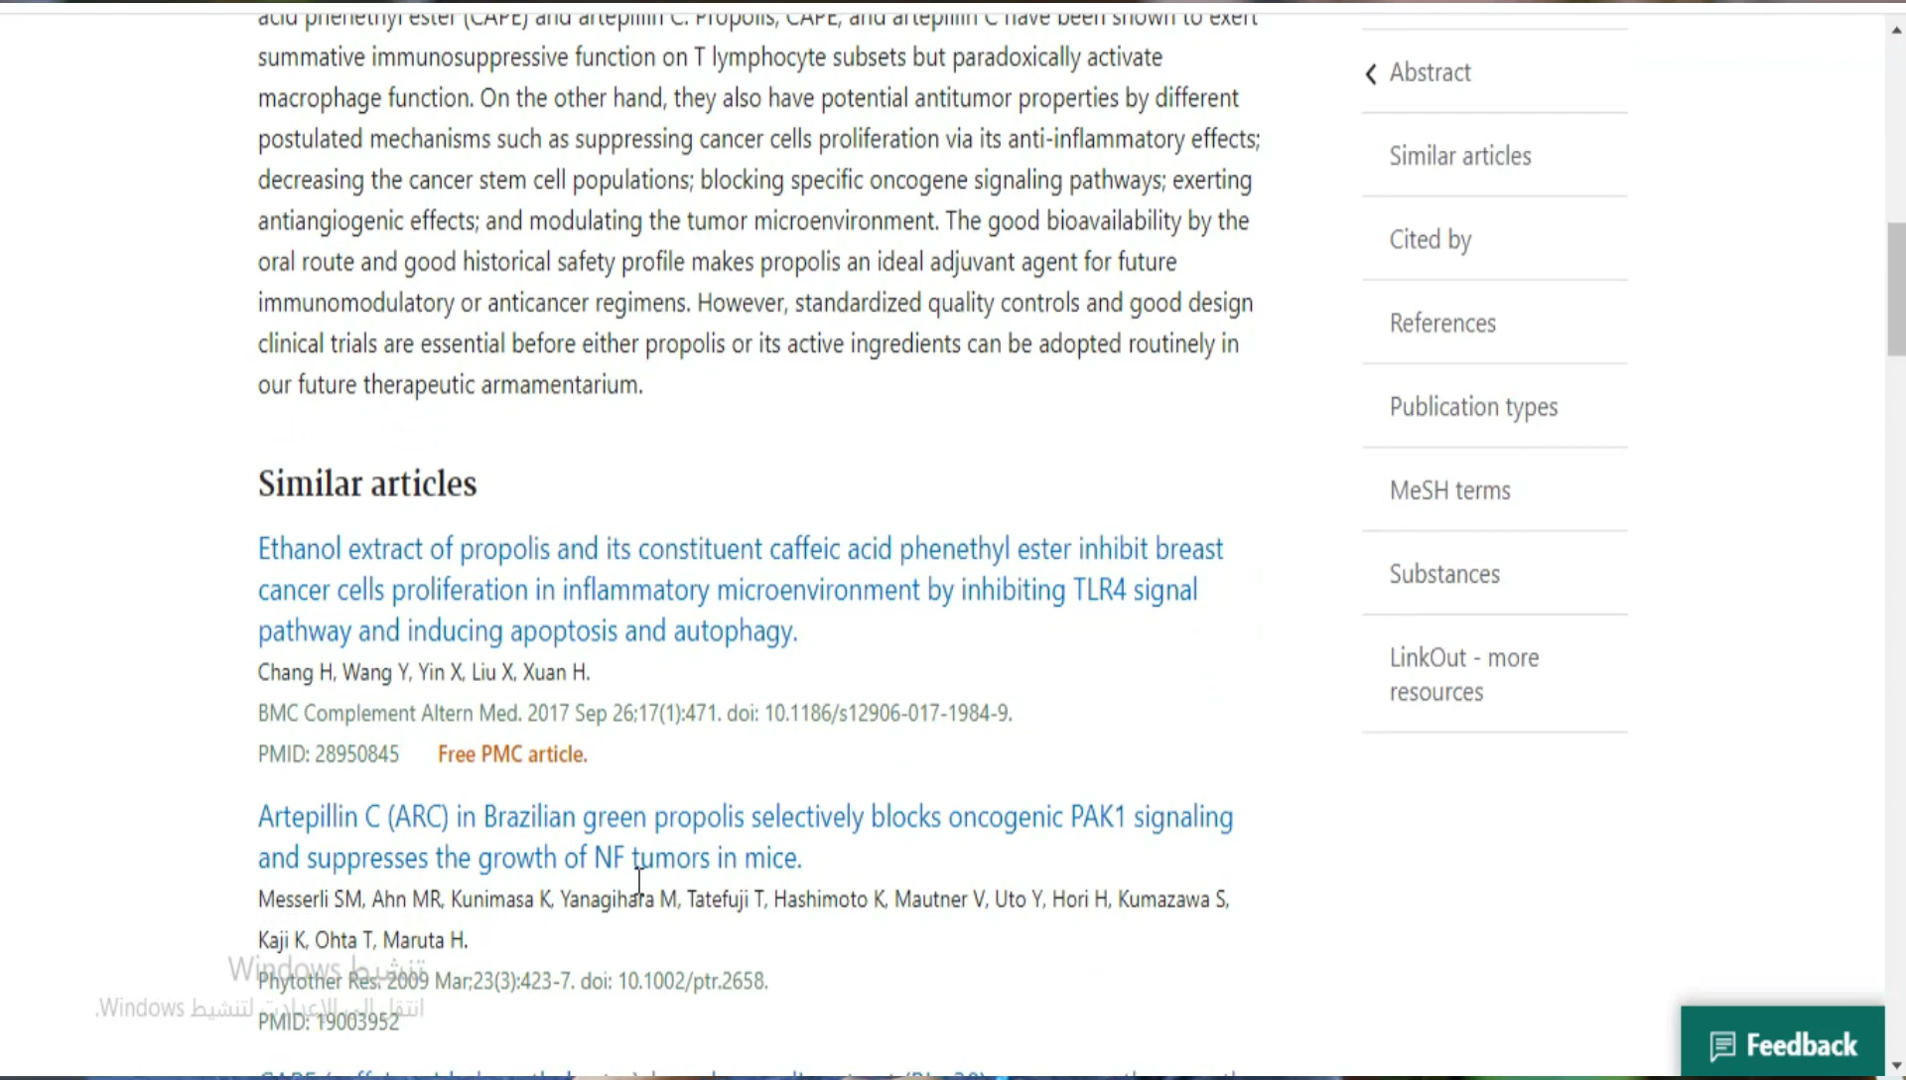 acid phenethyl ester (CAPE) and artepillin C. Propolis, CAPE, and artepillin C have been shown to exert
summative immunosuppressive function on T lymphocyte subsets but paradoxically activate
macrophage function. On the other hand, they also have potential antitumor properties by different
postulated mechanisms such as suppressing cancer cells proliferation via its anti-inflammatory effects;
decreasing the cancer stem cell populations; blocking specific oncogene signaling pathways; exerting
antiangiogenic effects; and modulating the tumor microenvironment. The good bioavailability by the
oral route and good historical safety profile makes propolis an ideal adjuvant agent for future
immunomodulatory or anticancer regimens. However, standardized quality controls and good design
clinical trials are essential before either propolis or its active ingredients can be adopted routinely in
our future therapeutic armamentarium.
Similar articles
Ethanol extract of propolis and its constituent caffeic acid phenethyl ester inhibit breast
cancer cells proliferation in inflammatory microenvironment by inhibiting TLR4 signal
pathway and inducing apoptosis and autophagy.
Chang H, Wang Y, Yin X, Liu X, Xuan H.
BMC Complement Altern Med. 2017 Sep 26;17(1):471. doi: 10.1186/s12906-017-1984-9.
PMID: 28950845 Free PMC article.
Artepillin C (ARC) in Brazilian green propolis selectively blocks oncogenic PAK1 signaling
and suppresses the growth of NF tumors in mice.
Messerli SM, Ahn MR, Kunimasa K, Yanagihara M, Tatefuji T, Hashimoto K, Mautner V, Uto Y, Hori H, Kumazawa S,
Kaji K, Ohta T, Maruta H.
Phytother Res. 2009 Mar;23(3):423-7. doi: 10.1002/ptr.2658.
PMID: 19003952
تنشيط Windows
انتقل إلى الإعدادات لتنشيط Windows.
Abstract
Similar articles
Cited by
References
Publication types
MeSH terms
Substances
LinkOut - more
resources
Feedback